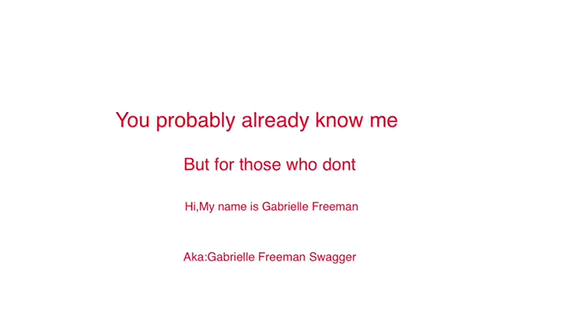 You probably already know me
But for those who dont
Hi,My name is Gabrielle Freeman
Aka:Gabrielle Freeman Swagger